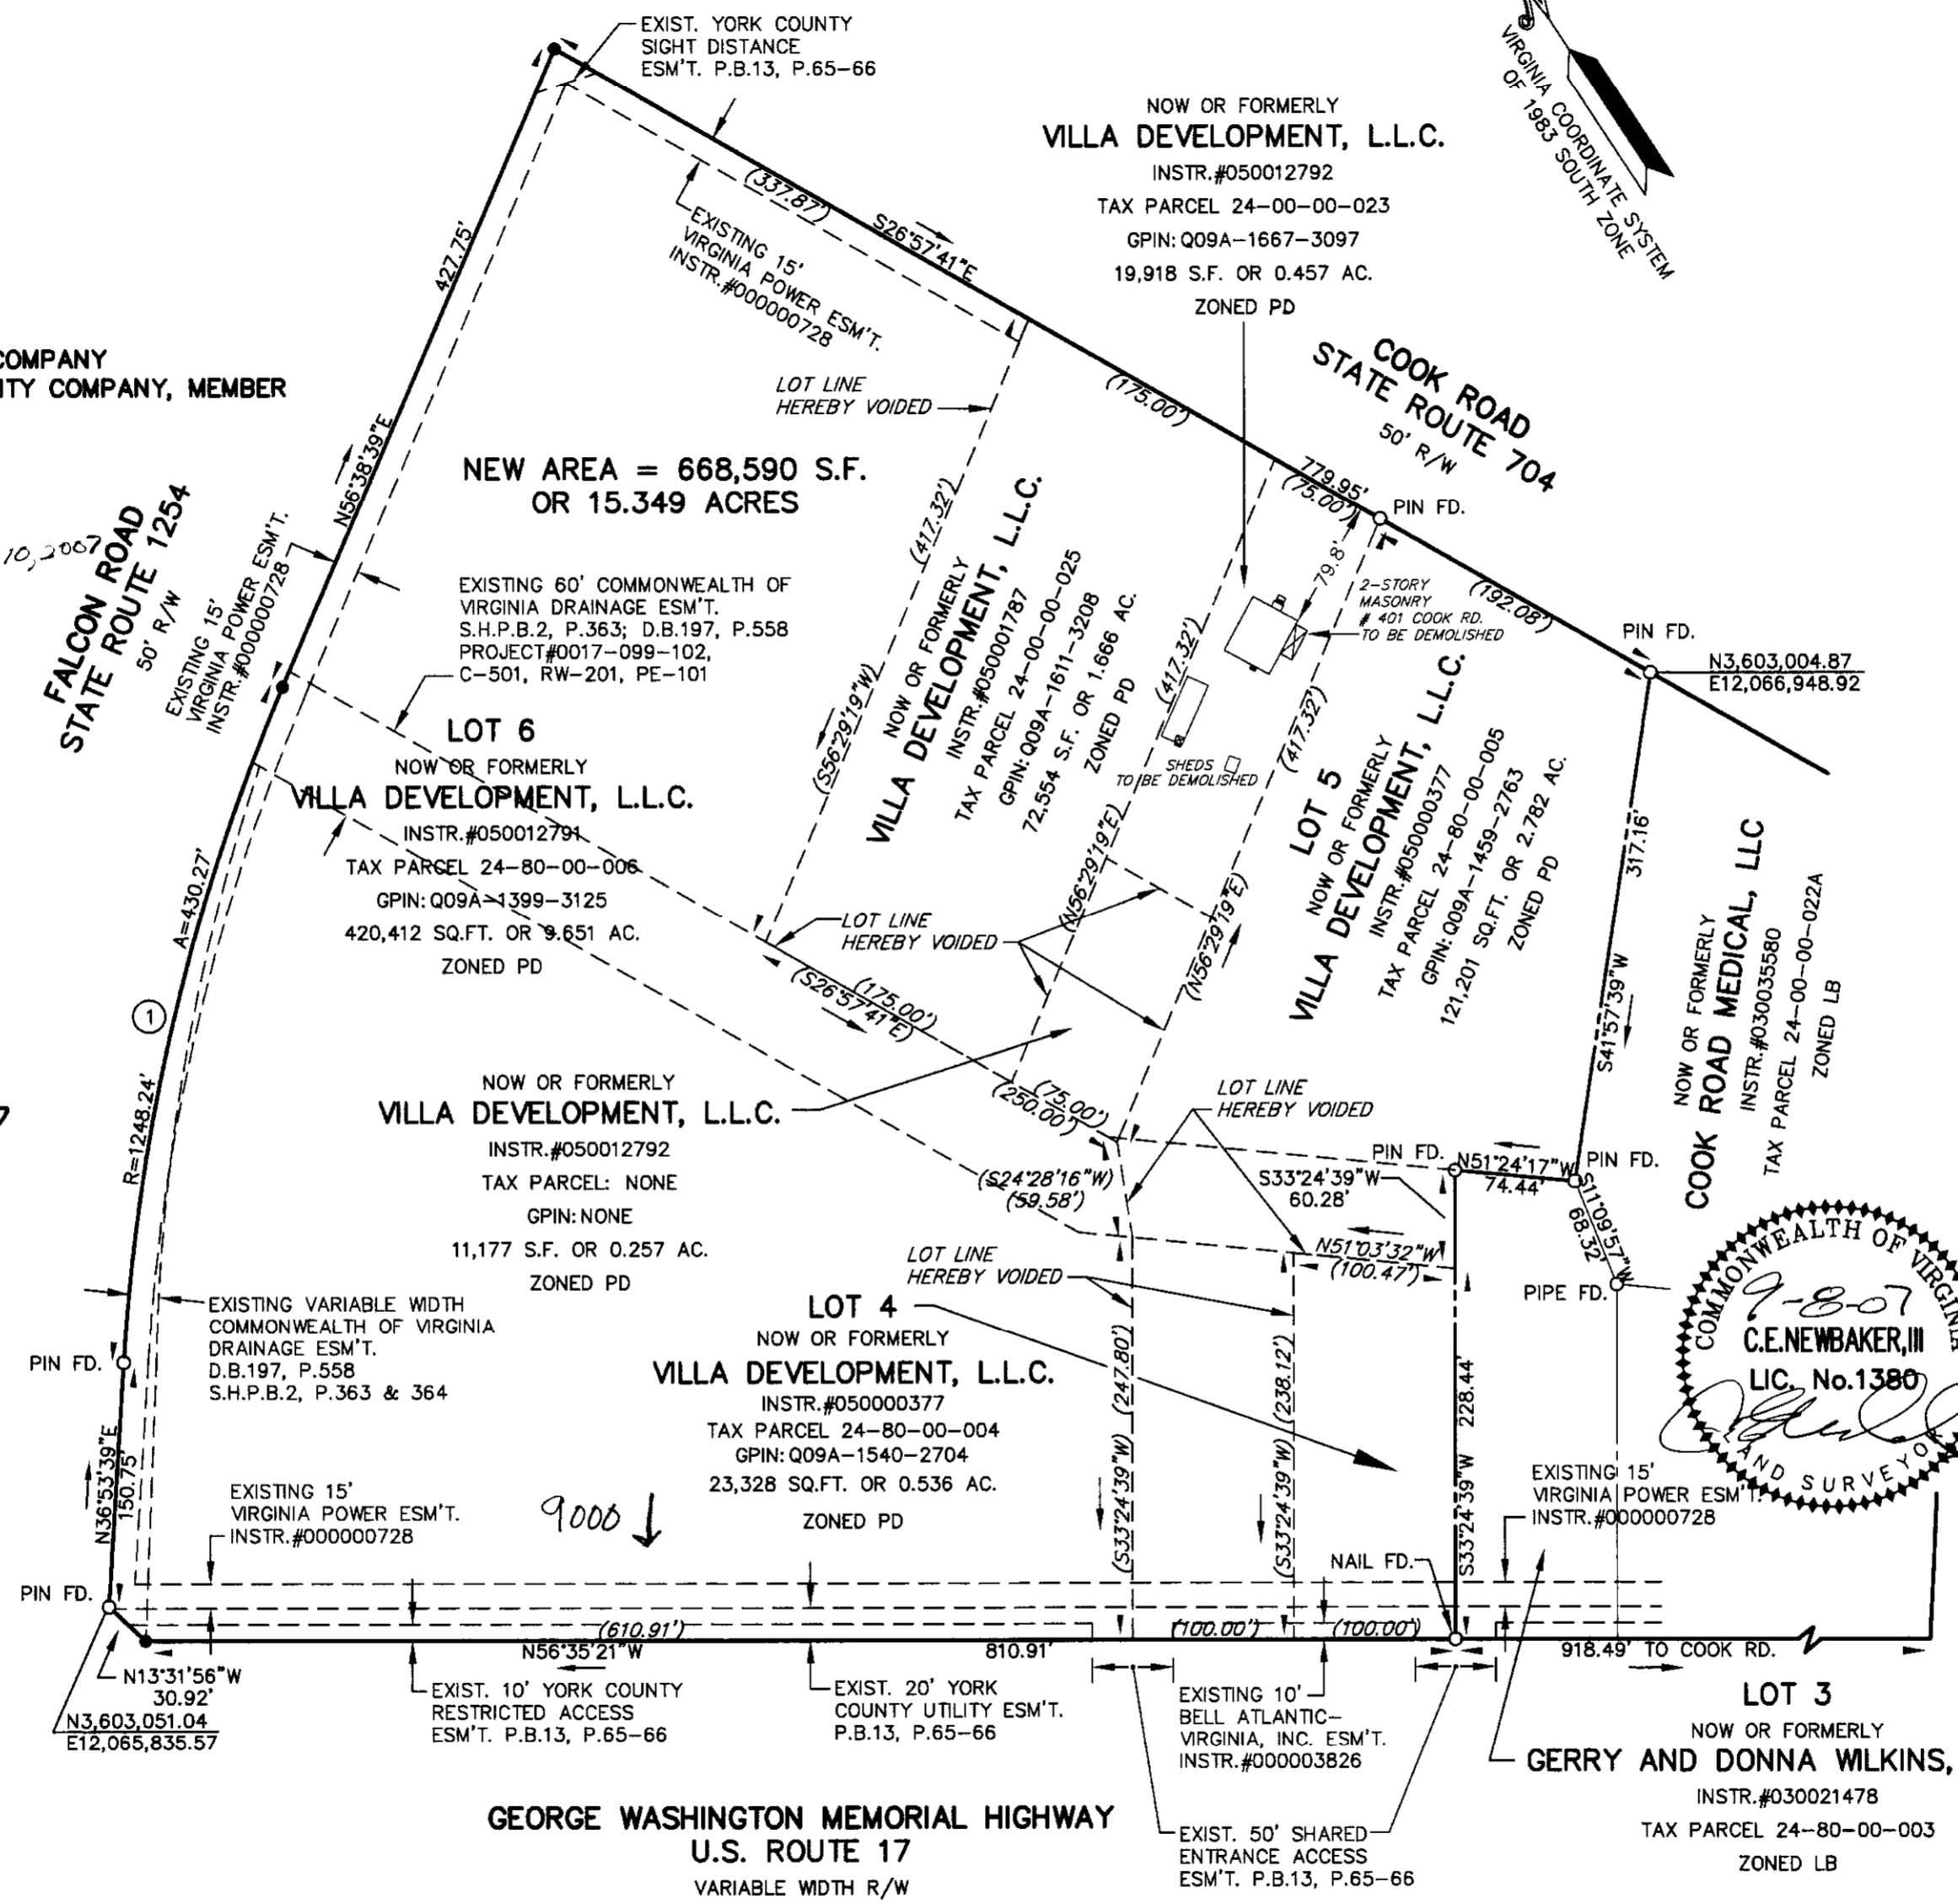 EXIST. YORK COUNTY
SIGHT DISTANCE
ESM'T. P.B.13, P.65-66
VIRGINIA COORDINATE SYSTEM
OF 1983 SOUTH ZONE
NOW OR FORMERLY
VILLA DEVELOPMENT, L.L.C.
INSTR.#050012792
TAX PARCEL 24-00-00-023
GPIN: Q09A-1667-3097
19,918 S.F. OR 0.457 AC.
ZONED PD
(337.87')
S26°57'41"E
EXISTING 15'
VIRGINIA POWER ESM'T.
INSTR.#000000728
427.75'
N56°38'39"E
COMPANY
ITY COMPANY, MEMBER
LOT LINE
HEREBY VOIDED
(175.00')
COOK ROAD
STATE ROUTE 704
50' R/W
779.95'
(75.00')
PIN FD.
NEW AREA = 668,590 S.F.
OR 15.349 ACRES
10, 2007
FALCON ROAD
STATE ROUTE 1254
50' R/W
EXISTING 15'
VIRGINIA POWER ESM'T.
INSTR.#000000728
EXISTING 60' COMMONWEALTH OF
VIRGINIA DRAINAGE ESM'T.
S.H.P.B.2, P.363; D.B.197, P.558
PROJECT#0017-099-102,
C-501, RW-201, PE-101
(417.32')
(S56°29'19"W)
NOW OR FORMERLY
VILLA DEVELOPMENT, L.L.C.
INSTR.#050001787
TAX PARCEL 24-00-00-025
GPIN: Q09A-1611-3208
72,554 S.F. OR 1.666 AC.
ZONED PD
79.8'
2-STORY
MASONRY
# 401 COOK RD.
TO BE DEMOLISHED
(192.08')
PIN FD.
N3,603,004.87
E12,066,948.92
(417.32')
(417.32')
SHEDS
TO BE DEMOLISHED
LOT 5
NOW OR FORMERLY
VILLA DEVELOPMENT, L.L.C.
INSTR.#050000377
TAX PARCEL 24-80-00-005
GPIN: Q09A-1459-2763
121,201 SQ.FT. OR 2.782 AC.
ZONED PD
LOT 6
NOW OR FORMERLY
VILLA DEVELOPMENT, L.L.C.
INSTR.#050012791
TAX PARCEL 24-80-00-006
GPIN: Q09A-1399-3125
420,412 SQ.FT. OR 9.651 AC.
ZONED PD
317.16'
S41°57'39"W
NOW OR FORMERLY
COOK ROAD MEDICAL, LLC
INSTR.#030035580
TAX PARCEL 24-00-00-022A
ZONED LB
A=430.27'
1
R=1248.24'
LOT LINE
HEREBY VOIDED
(N56°29'19"E)
(N56°29'19"E)
(175.00')
(S26°57'41"E)
(75.00')
(250.00')
7
NOW OR FORMERLY
VILLA DEVELOPMENT, L.L.C.
INSTR.#050012792
TAX PARCEL: NONE
GPIN: NONE
11,177 S.F. OR 0.257 AC.
ZONED PD
LOT LINE
HEREBY VOIDED
PIN FD.
N51°24'17"W
74.44'
PIN FD.
S33°24'39"W
60.28'
S11°09'57"W
68.32'
PIPE FD.
(S24°28'16"W)
(59.58')
N51°03'32"W
(100.47')
COMMONWEALTH OF VIRGINIA
9-8-07
C.E.NEWBAKER,III
LIC. No.1380
LAND SURVEYOR
LOT LINE
HEREBY VOIDED
EXISTING VARIABLE WIDTH
COMMONWEALTH OF VIRGINIA
DRAINAGE ESM'T.
D.B.197, P.558
S.H.P.B.2, P.363 & 364
PIN FD.
LOT 4
NOW OR FORMERLY
VILLA DEVELOPMENT, L.L.C.
INSTR.#050000377
TAX PARCEL 24-80-00-004
GPIN: Q09A-1540-2704
23,328 SQ.FT. OR 0.536 AC.
ZONED PD
(247.80')
(S33°24'39"W)
(238.12')
(S33°24'39"W)
228.44'
S33°24'39"W
N36°53'39"E
150.75'
EXISTING 15'
VIRGINIA POWER ESM'T.
INSTR.#000000728
9000
EXISTING 15'
VIRGINIA POWER ESM'T.
INSTR.#000000728
NAIL FD.
PIN FD.
(610.91')
N56°35'21"W
810.91'
(100.00')
(100.00')
918.49' TO COOK RD.
N13°31'56"W
30.92'
N3,603,051.04
E12,065,835.57
EXIST. 10' YORK COUNTY
RESTRICTED ACCESS
ESM'T. P.B.13, P.65-66
EXIST. 20' YORK
COUNTY UTILITY ESM'T.
P.B.13, P.65-66
EXISTING 10'
BELL ATLANTIC-
VIRGINIA, INC. ESM'T.
INSTR.#000003826
LOT 3
NOW OR FORMERLY
GERRY AND DONNA WILKINS,
INSTR.#030021478
TAX PARCEL 24-80-00-003
ZONED LB
GEORGE WASHINGTON MEMORIAL HIGHWAY
U.S. ROUTE 17
VARIABLE WIDTH R/W
EXIST. 50' SHARED
ENTRANCE ACCESS
ESM'T. P.B.13, P.65-66